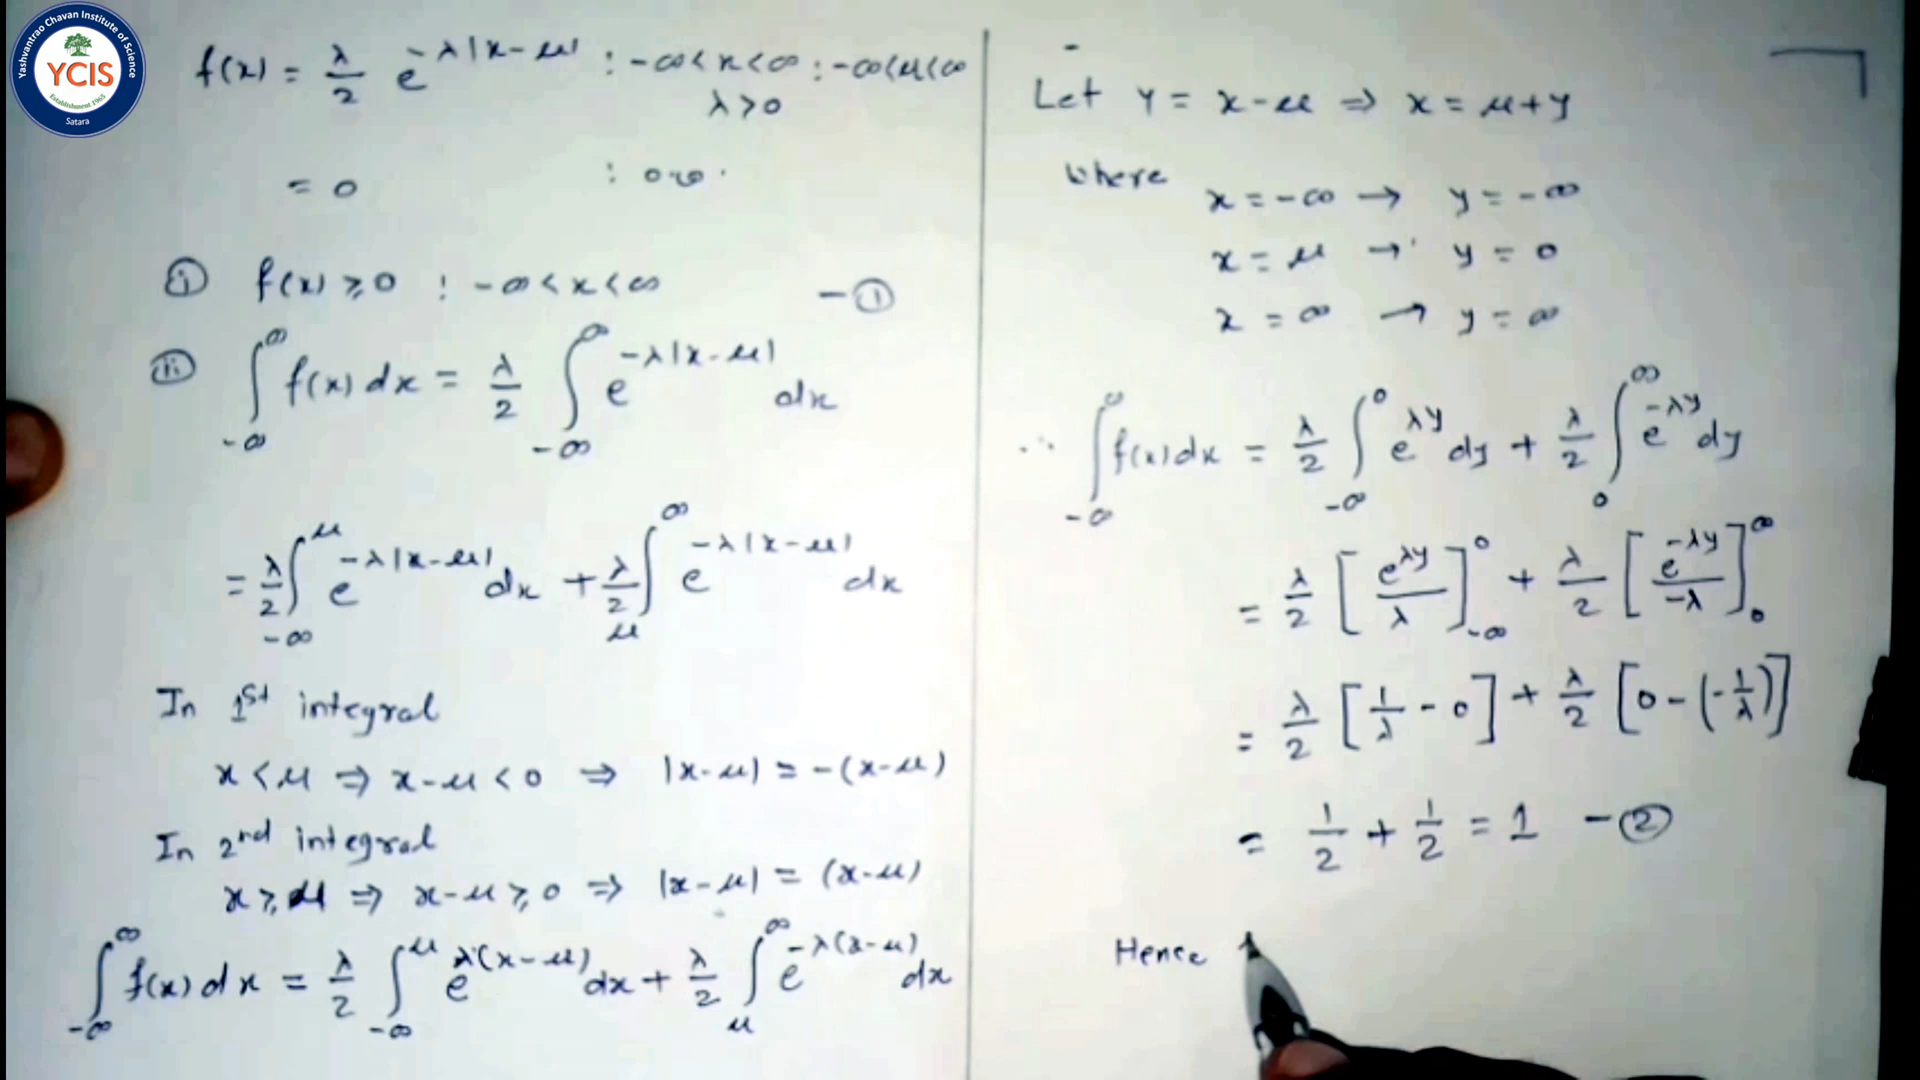 Yashvantrao Chavan Institute of Science
YCIS
Establishment 1965
Satara
f(x) = λ/2 e^{-λ|x-μ|} : -∞<x<∞ : -∞<μ<∞
λ>0
= 0 : o.w.
(i) f(x) ≥ 0 : -∞<x<∞ — (1)
(ii) ∫_{-∞}^{∞} f(x) dx = λ/2 ∫_{-∞}^{∞} e^{-λ|x-μ|} dx
= λ/2 ∫_{-∞}^{μ} e^{-λ|x-μ|} dx + λ/2 ∫_{μ}^{∞} e^{-λ|x-μ|} dx
In 1st integral
x<μ ⇒ x-μ<0 ⇒ |x-μ| = -(x-μ)
In 2nd integral
x≥μ ⇒ x-μ≥0 ⇒ |x-μ| = (x-μ)
∫_{-∞}^{∞} f(x) dx = λ/2 ∫_{-∞}^{μ} e^{λ(x-μ)} dx + λ/2 ∫_{μ}^{∞} e^{-λ(x-μ)} dx
Let y = x-μ ⇒ x = μ+y
where
x = -∞ → y = -∞
x = μ → y = 0
x = ∞ → y = ∞
∴ ∫_{-∞}^{∞} f(x) dx = λ/2 ∫_{-∞}^{0} e^{λy} dy + λ/2 ∫_{0}^{∞} e^{-λy} dy
= λ/2 [e^{λy}/λ]_{-∞}^{0} + λ/2 [e^{-λy}/-λ]_{0}^{∞}
= λ/2 [1/λ - 0] + λ/2 [0 - (-1/λ)]
= 1/2 + 1/2 = 1 — (2)
Hence